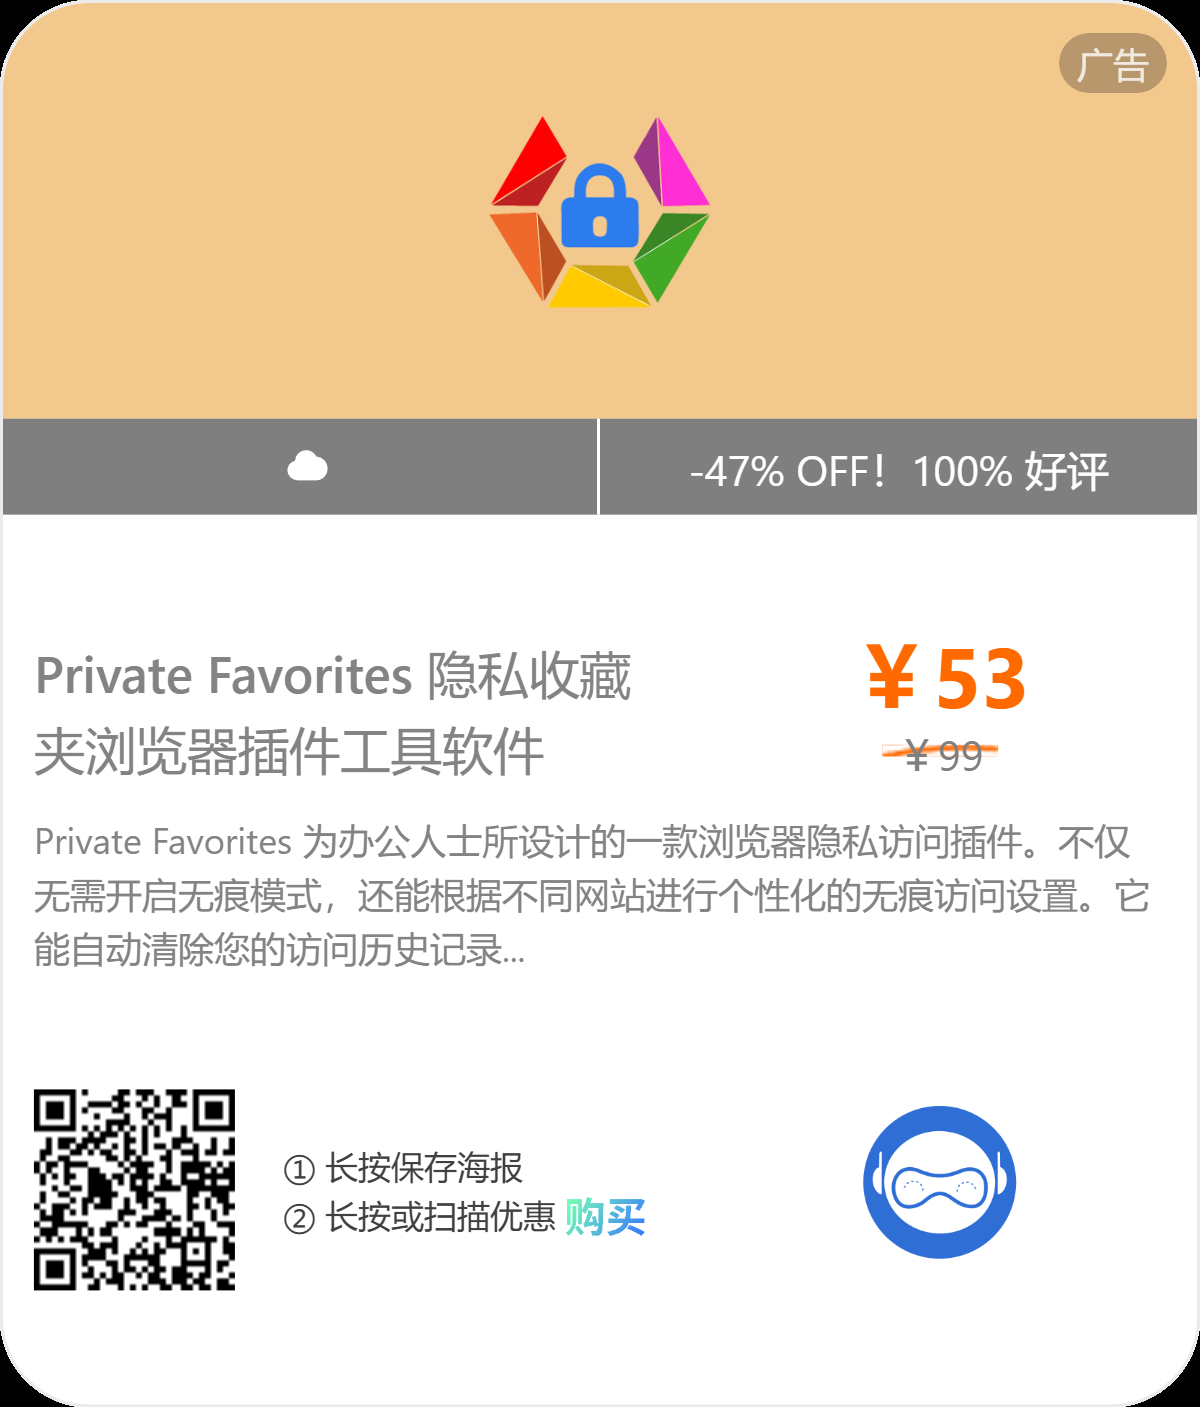 广告
-47% OFF！100% 好评
Private Favorites 隐私收藏
夹浏览器插件工具软件
￥53
￥99
Private Favorites 为办公人士所设计的一款浏览器隐私访问插件。不仅
无需开启无痕模式，还能根据不同网站进行个性化的无痕访问设置。它
能自动清除您的访问历史记录...
① 长按保存海报
② 长按或扫描优惠 购买